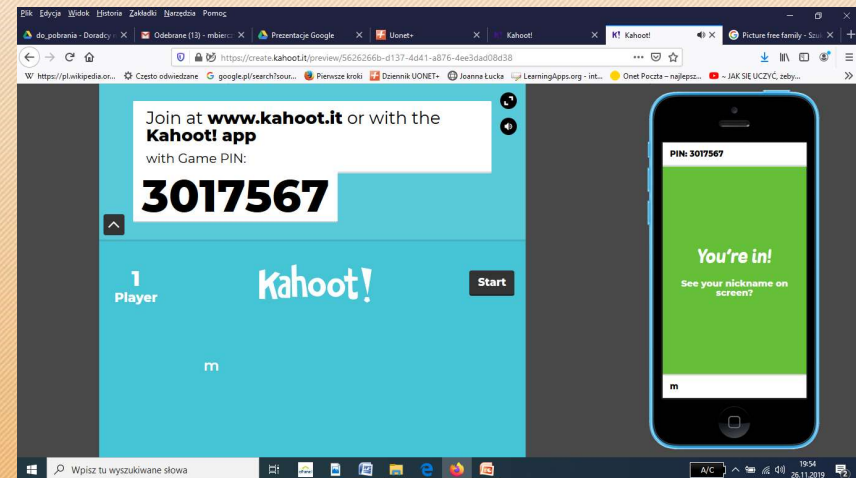 Plik Edycja Widok Historia Zakładki Narzędzia Pomoc
do_pobrania - Doradcy
Odebrane (13) - mbierc
Prezentacje Google
Uonet+
Kahoot!
K! Kahoot!
Picture free family - Szuk
https://create.kahoot.it/preview/5626266b-d137-4d41-a876-4ee3dad08d38
https://pl.wikipedia.or...
Często odwiedzane
google.pl/search?sour...
Pierwsze kroki
Dziennik UONET+
Joanna Łucka
LearningApps.org - int...
Onet Poczta – najlepsz...
~ JAK SIĘ UCZYĆ, zeby...
Join at www.kahoot.it or with the
Kahoot! app
with Game PIN:
3017567
1
Player
Kahoot!
Start
m
PIN: 3017567
You're in!
See your nickname on
screen?
m
Wpisz tu wyszukiwane słowa
A/C
19:54
26.11.2019